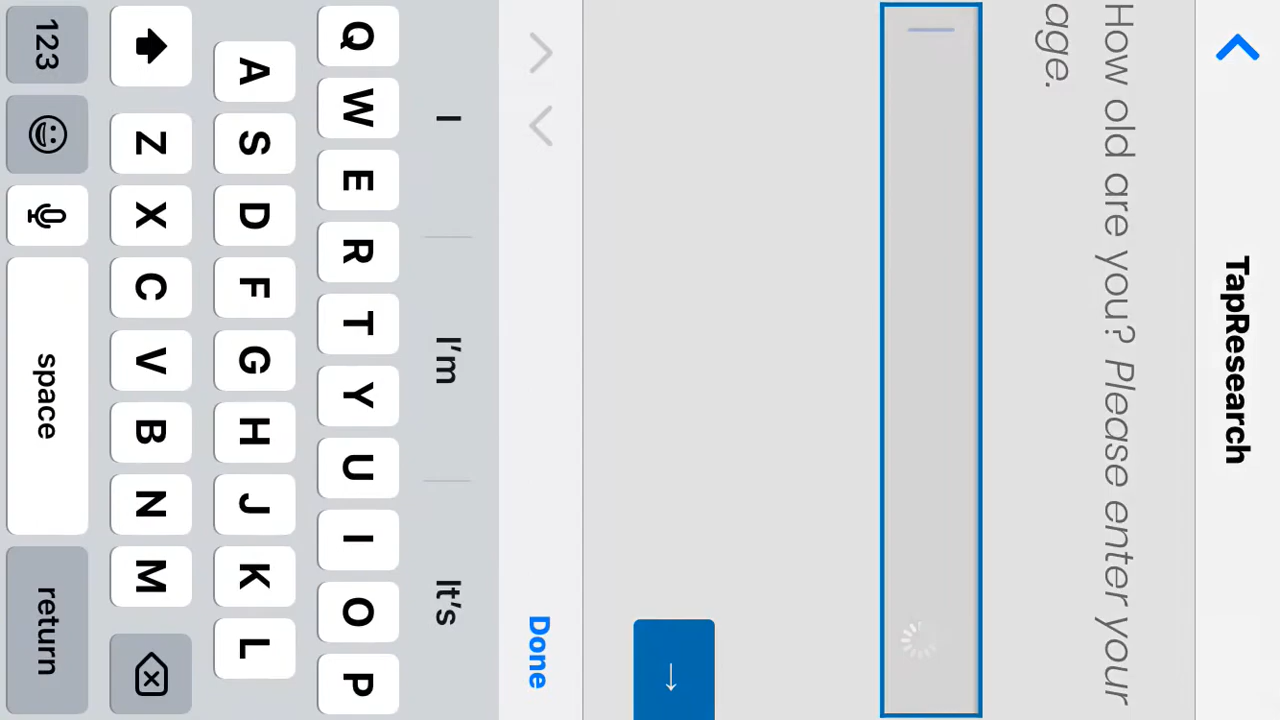 TapResearch
How old are you? Please enter your
age.
→
Done
I I'm It's
Q W E R T Y U I O P
A S D F G H J K L
Z X C V B N M
123 space return